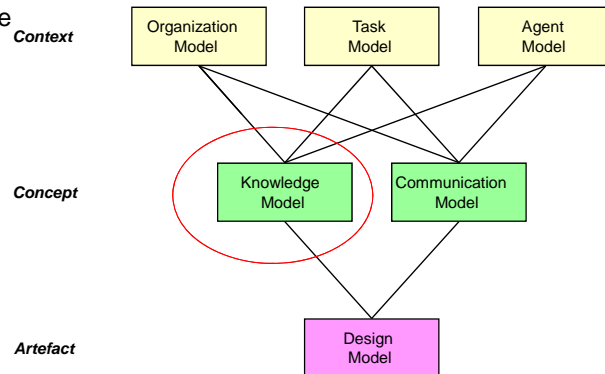 e
Context
Organization
Model
Task
Model
Agent
Model
Concept
Knowledge
Model
Communication
Model
Artefact
Design
Model